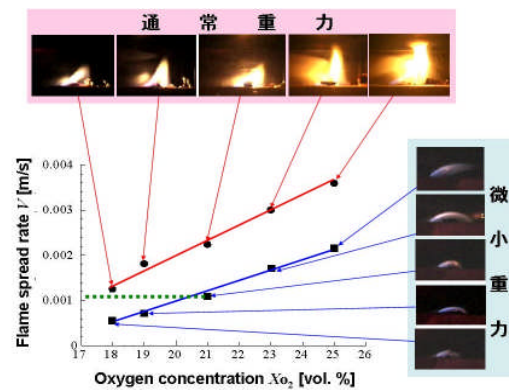 通常重力
微小重力
Flame spread rate V [m/s]
0.004
0.003
0.002
0.001
0
17 18 19 20 21 22 23 24 25 26
Oxygen concentration Xo₂ [vol. %]